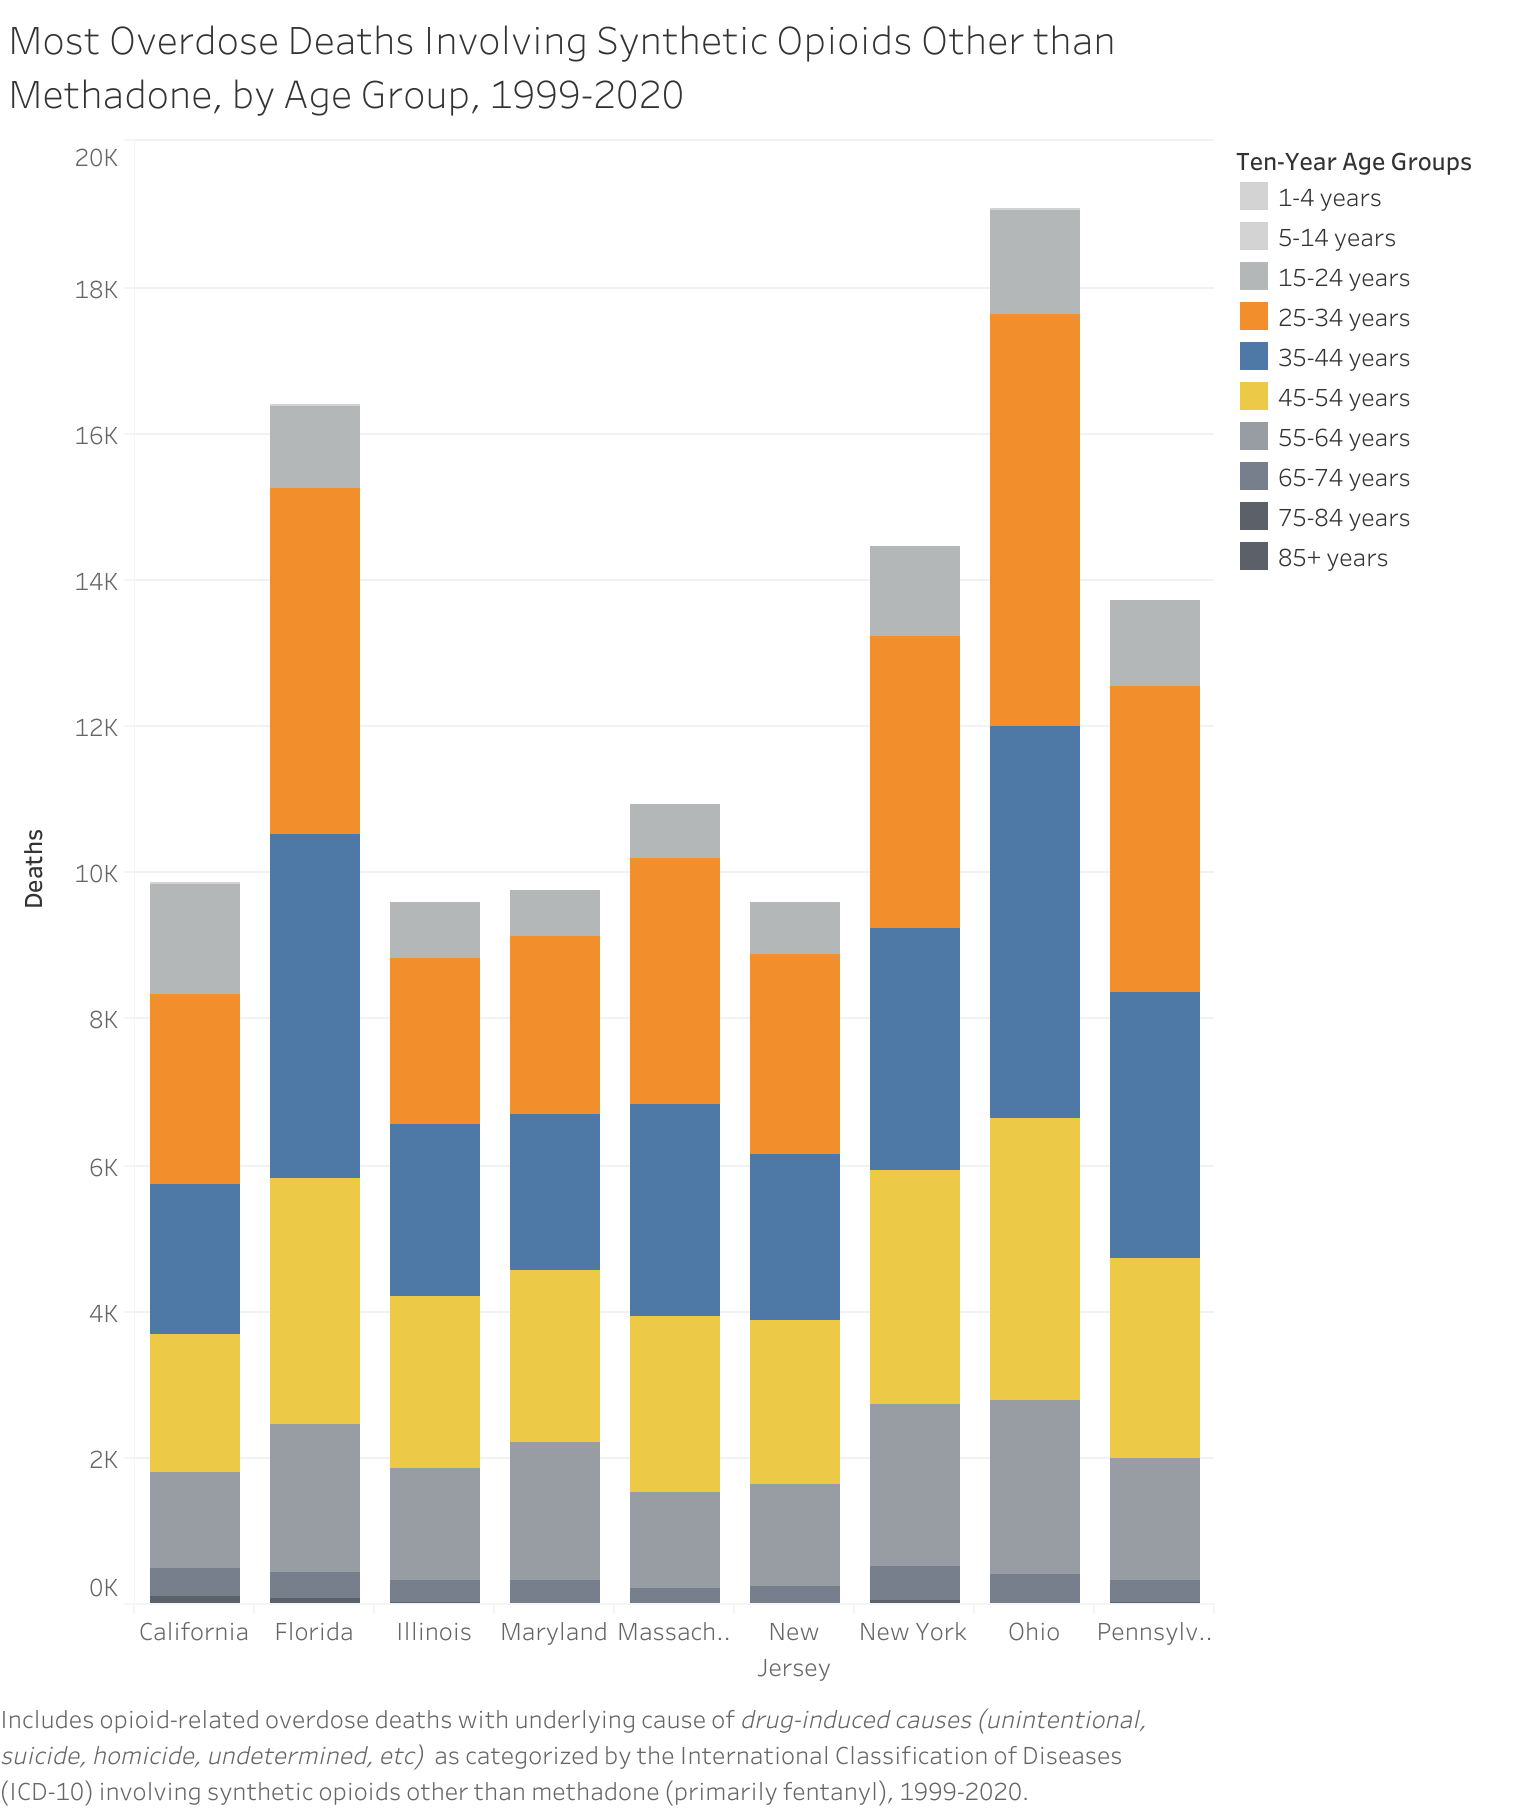 Most Overdose Deaths Involving Synthetic Opioids Other than
Methadone, by Age Group, 1999-2020
20K
18K
16K
14K
12K
10K
8K
6K
4K
2K
0K
Deaths
California
Florida
Illinois
Maryland
Massach..
New
Jersey
New York
Ohio
Pennsylv..
Ten-Year Age Groups
1-4 years
5-14 years
15-24 years
25-34 years
35-44 years
45-54 years
55-64 years
65-74 years
75-84 years
85+ years
Includes opioid-related overdose deaths with underlying cause of drug-induced causes (unintentional,
suicide, homicide, undetermined, etc) as categorized by the International Classification of Diseases
(ICD-10) involving synthetic opioids other than methadone (primarily fentanyl), 1999-2020.